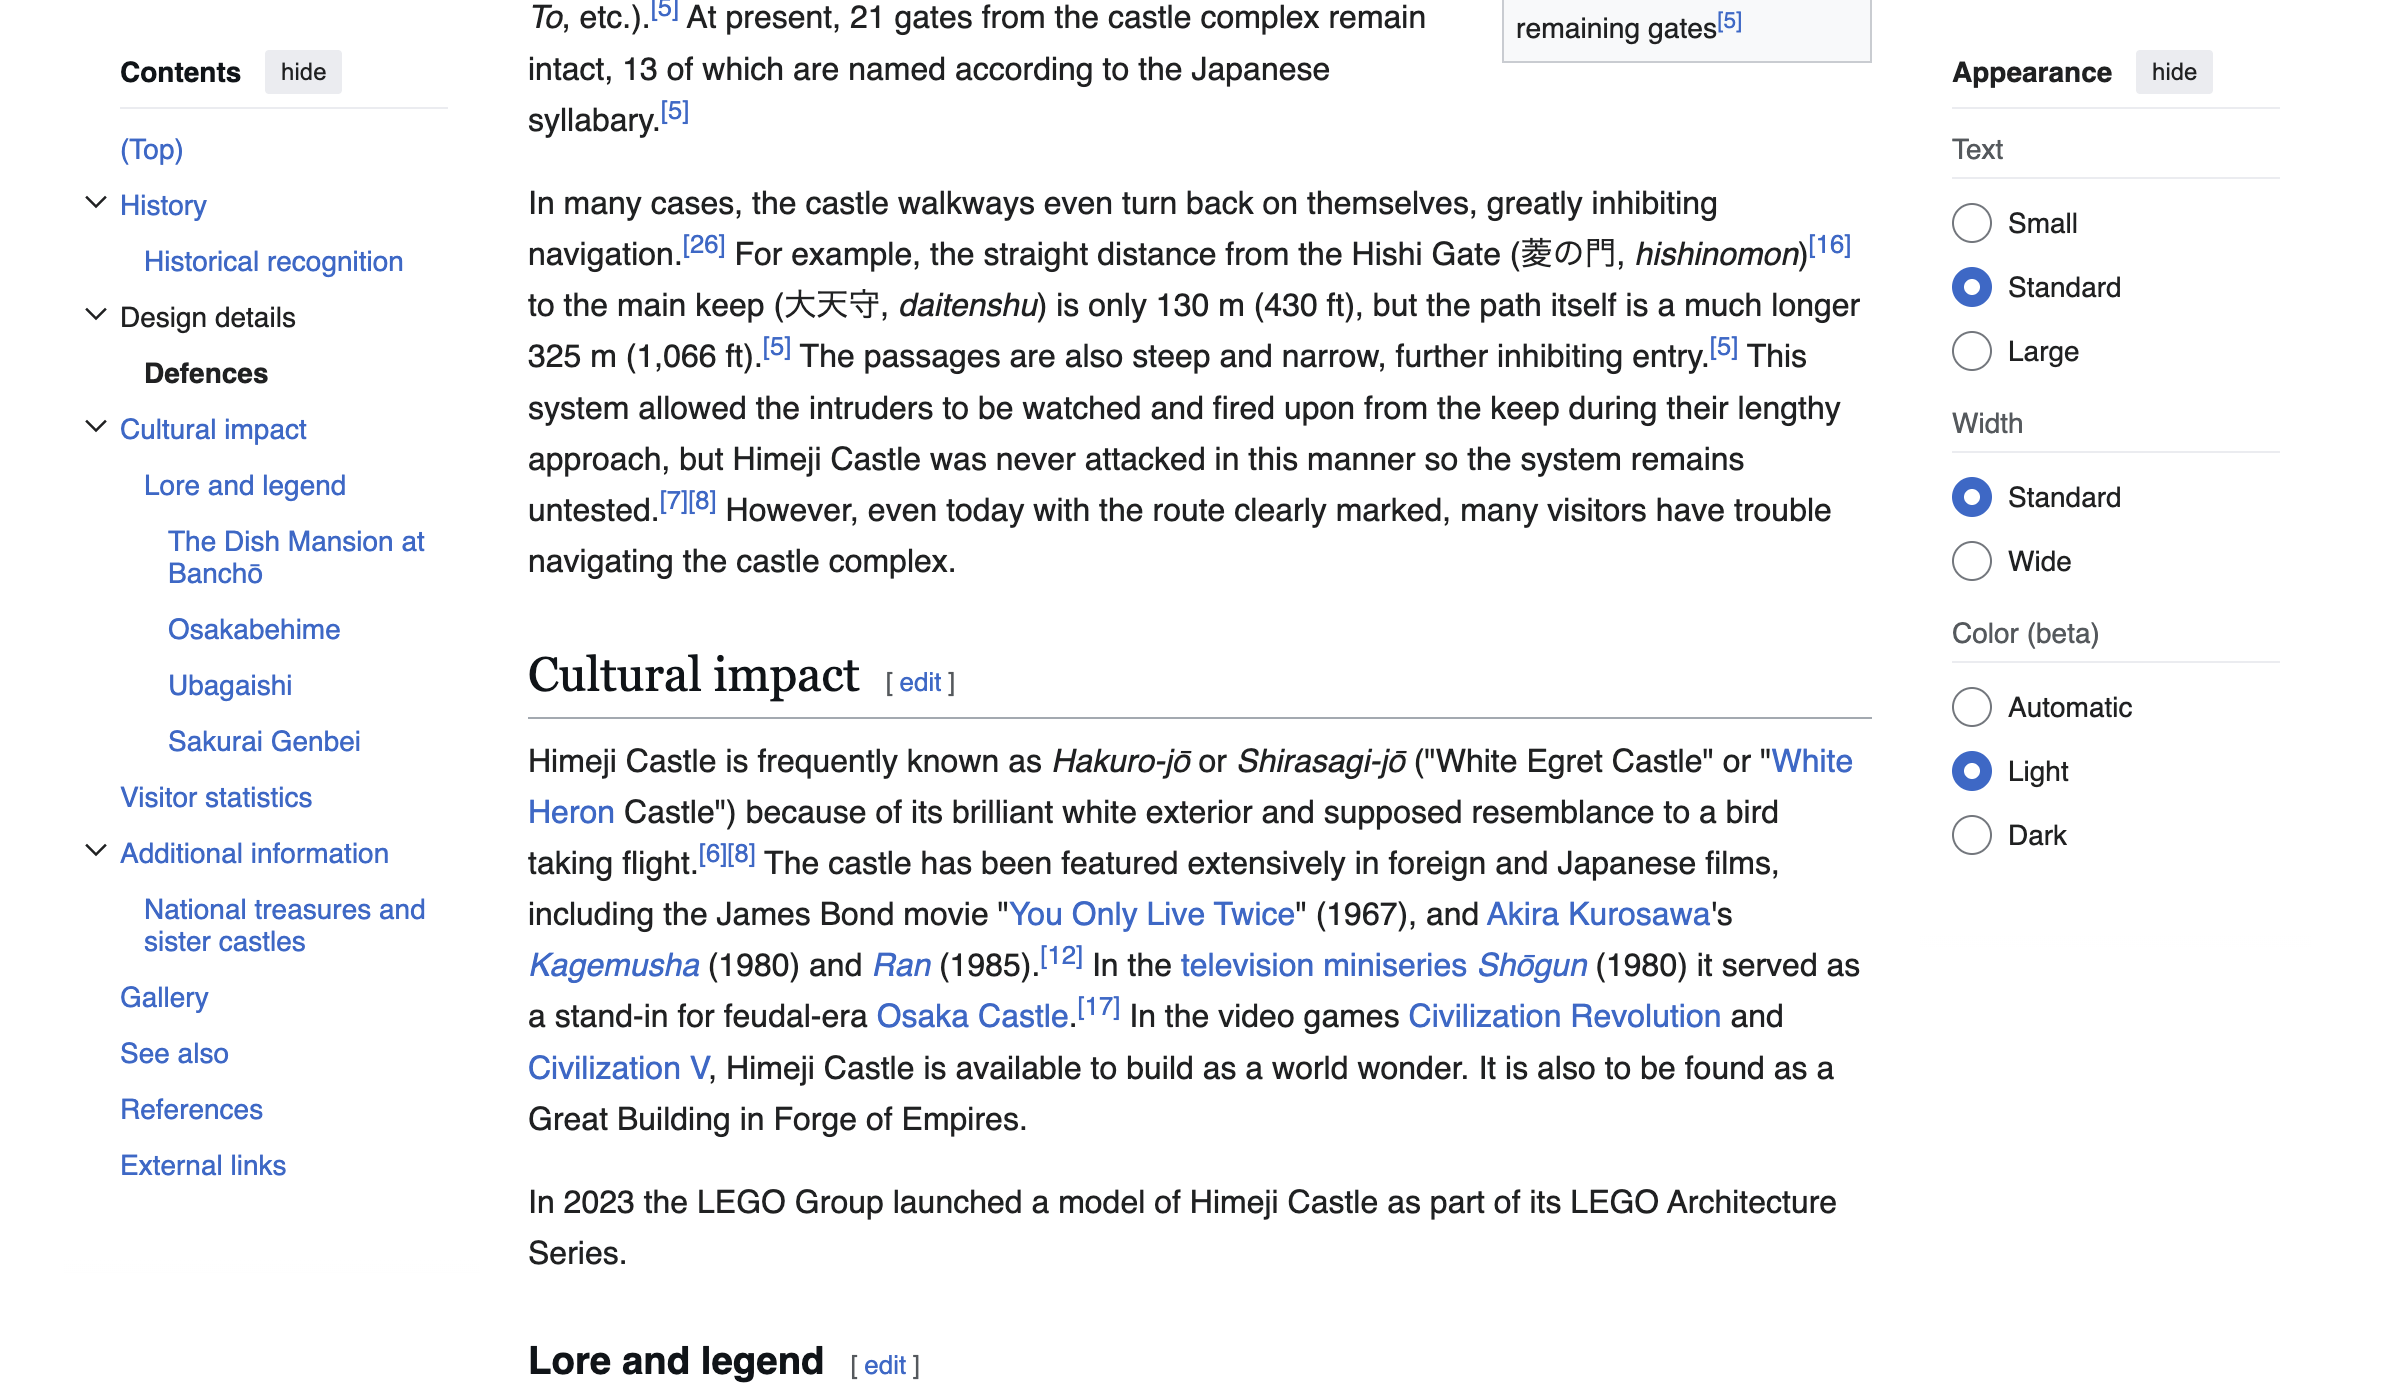 Contents hide
(Top)
History
Historical recognition
Design details
Defences
Cultural impact
Lore and legend
The Dish Mansion at
Banchō
Osakabehime
Ubagaishi
Sakurai Genbei
Visitor statistics
Additional information
National treasures and
sister castles
Gallery
See also
References
External links
To, etc.).[5] At present, 21 gates from the castle complex remain
intact, 13 of which are named according to the Japanese
syllabary.[5]
remaining gates[5]
In many cases, the castle walkways even turn back on themselves, greatly inhibiting
navigation.[26] For example, the straight distance from the Hishi Gate (菱の門, hishinomon)[16]
to the main keep (大天守, daitenshu) is only 130 m (430 ft), but the path itself is a much longer
325 m (1,066 ft).[5] The passages are also steep and narrow, further inhibiting entry.[5] This
system allowed the intruders to be watched and fired upon from the keep during their lengthy
approach, but Himeji Castle was never attacked in this manner so the system remains
untested.[7][8] However, even today with the route clearly marked, many visitors have trouble
navigating the castle complex.
Cultural impact [ edit ]
Himeji Castle is frequently known as Hakuro-jō or Shirasagi-jō ("White Egret Castle" or "White
Heron Castle") because of its brilliant white exterior and supposed resemblance to a bird
taking flight.[6][8] The castle has been featured extensively in foreign and Japanese films,
including the James Bond movie "You Only Live Twice" (1967), and Akira Kurosawa's
Kagemusha (1980) and Ran (1985).[12] In the television miniseries Shōgun (1980) it served as
a stand-in for feudal-era Osaka Castle.[17] In the video games Civilization Revolution and
Civilization V, Himeji Castle is available to build as a world wonder. It is also to be found as a
Great Building in Forge of Empires.
In 2023 the LEGO Group launched a model of Himeji Castle as part of its LEGO Architecture
Series.
Lore and legend [ edit ]
Appearance hide
Text
Small
Standard
Large
Width
Standard
Wide
Color (beta)
Automatic
Light
Dark